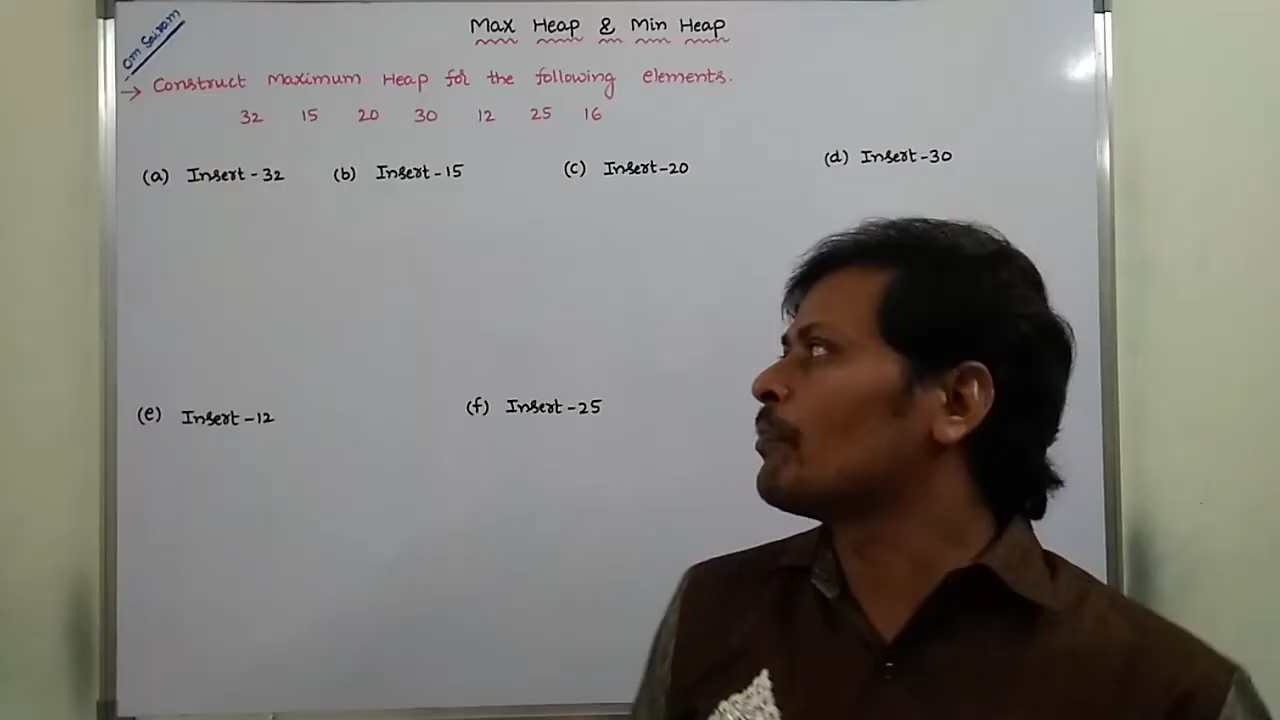 Om Sairam
Max Heap & Min Heap
→ Construct Maximum Heap for the following elements.
32 15 20 30 12 25 16
(a) Insert-32 (b) Insert-15 (c) Insert-20 (d) Insert-30
(e) Insert-12 (f) Insert-25